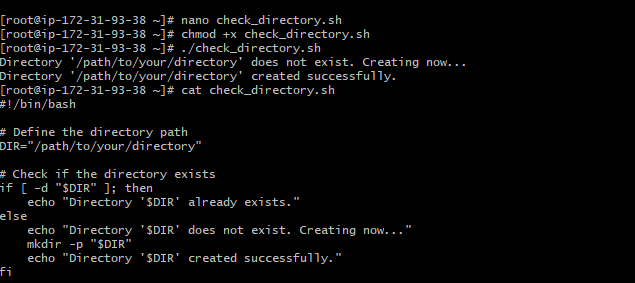 [root@ip-172-31-93-38 ~]# nano check_directory.sh
[root@ip-172-31-93-38 ~]# chmod +x check_directory.sh
[root@ip-172-31-93-38 ~]# ./check_directory.sh
Directory '/path/to/your/directory' does not exist. Creating now...
Directory '/path/to/your/directory' created successfully.
[root@ip-172-31-93-38 ~]# cat check_directory.sh
#!/bin/bash

# Define the directory path
DIR="/path/to/your/directory"

# Check if the directory exists
if [ -d "$DIR" ]; then
    echo "Directory '$DIR' already exists."
else
    echo "Directory '$DIR' does not exist. Creating now..."
    mkdir -p "$DIR"
    echo "Directory '$DIR' created successfully."
fi